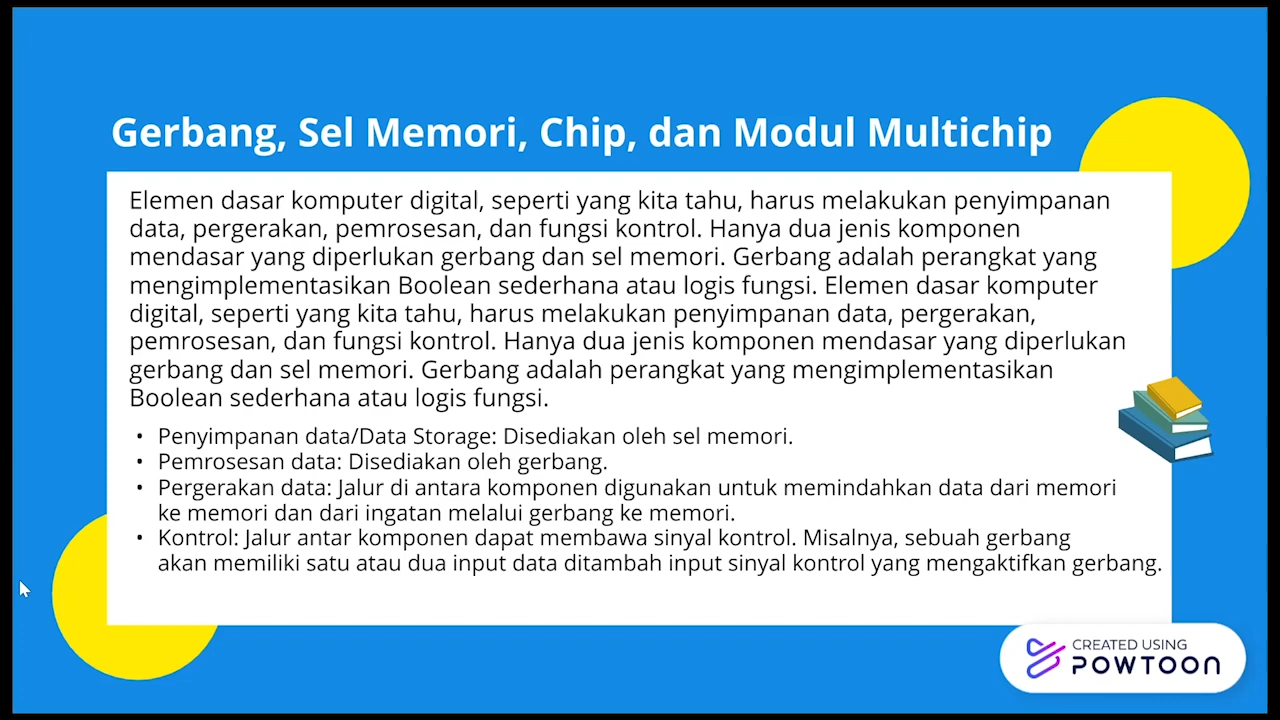 Gerbang, Sel Memori, Chip, dan Modul Multichip
Elemen dasar komputer digital, seperti yang kita tahu, harus melakukan penyimpanan
data, pergerakan, pemrosesan, dan fungsi kontrol. Hanya dua jenis komponen
mendasar yang diperlukan gerbang dan sel memori. Gerbang adalah perangkat yang
mengimplementasikan Boolean sederhana atau logis fungsi. Elemen dasar komputer
digital, seperti yang kita tahu, harus melakukan penyimpanan data, pergerakan,
pemrosesan, dan fungsi kontrol. Hanya dua jenis komponen mendasar yang diperlukan
gerbang dan sel memori. Gerbang adalah perangkat yang mengimplementasikan
Boolean sederhana atau logis fungsi.
• Penyimpanan data/Data Storage: Disediakan oleh sel memori.
• Pemrosesan data: Disediakan oleh gerbang.
• Pergerakan data: Jalur di antara komponen digunakan untuk memindahkan data dari memori
ke memori dan dari ingatan melalui gerbang ke memori.
• Kontrol: Jalur antar komponen dapat membawa sinyal kontrol. Misalnya, sebuah gerbang
akan memiliki satu atau dua input data ditambah input sinyal kontrol yang mengaktifkan gerbang.
CREATED USING
POWTOON